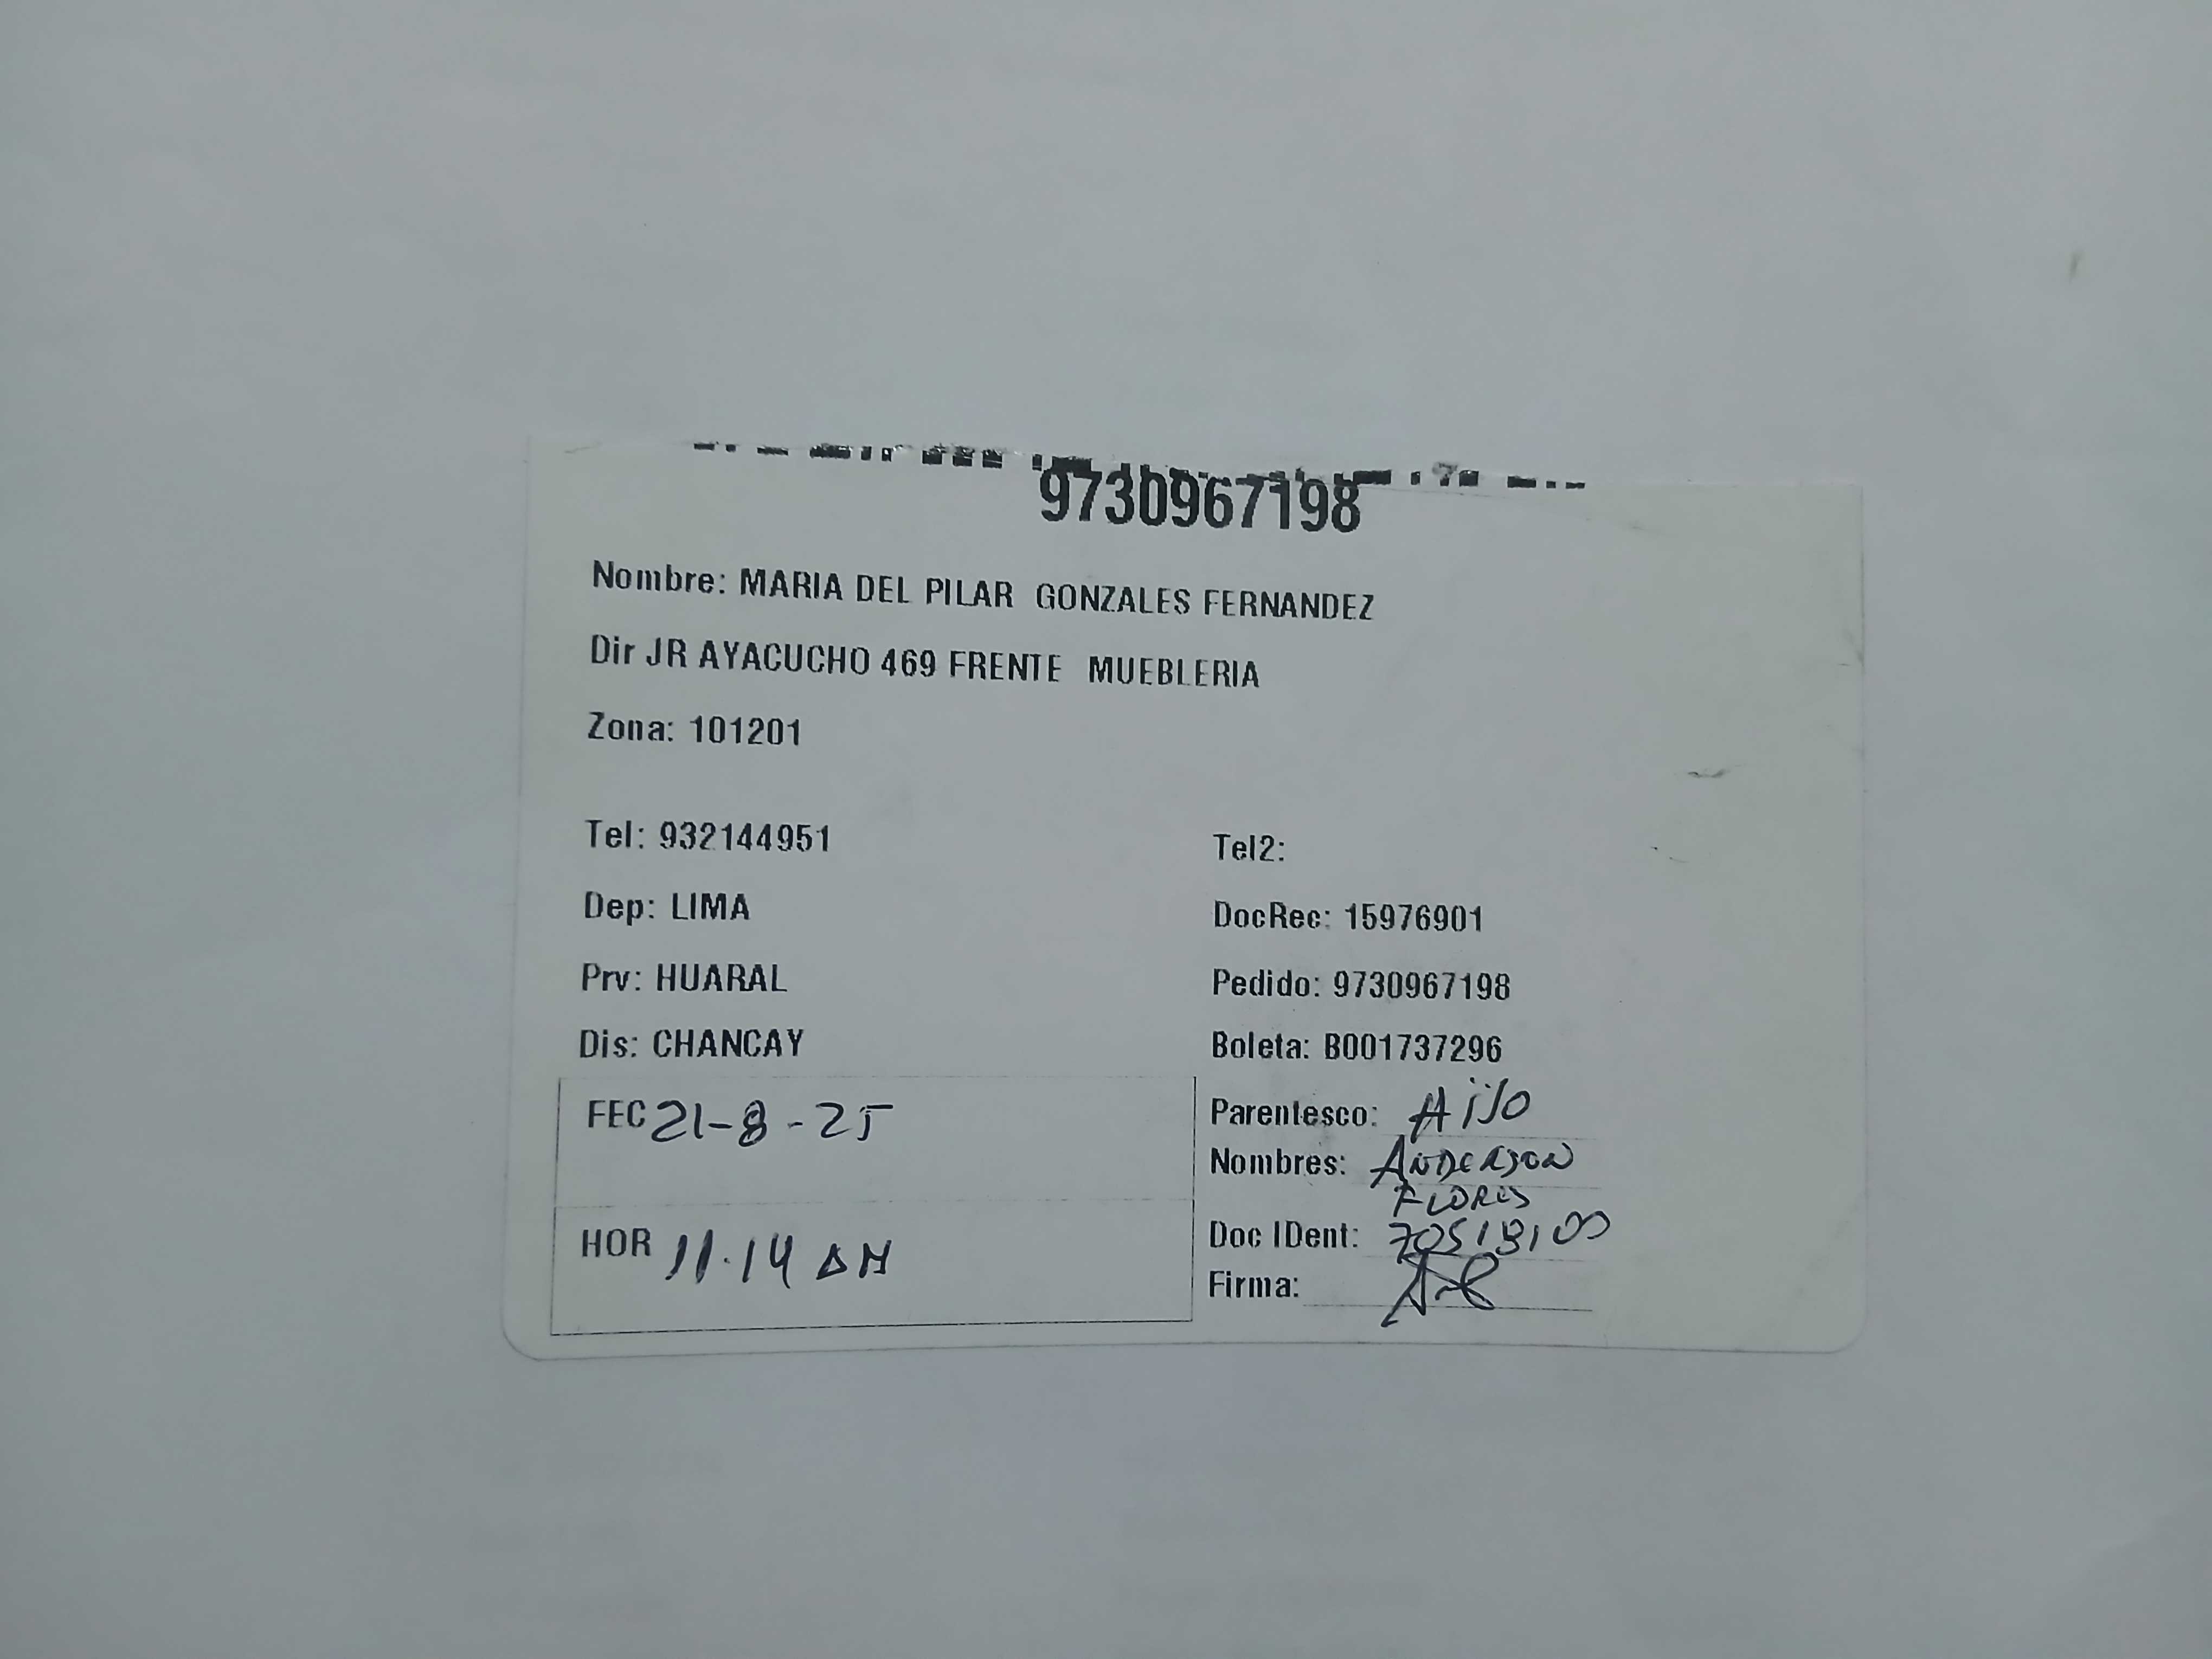 9730967198
Nombre: MARIA DEL PILAR GONZALES FERNANDEZ
Dir JR AYACUCHO 469 FRENTE MUEBLERIA
Zona: 101201
Tel: 932144951
Tel2:
Dep: LIMA
DocRec: 15976901
Prv: HUARAL
Pedido: 9730967198
Dis: CHANCAY
Boleta: B001737296
FEC 21-8-25
Parentesco: Hijo
Nombres: ANDERSON
FLORES
HOR 11.14 AM
Doc IDent:
Firma: